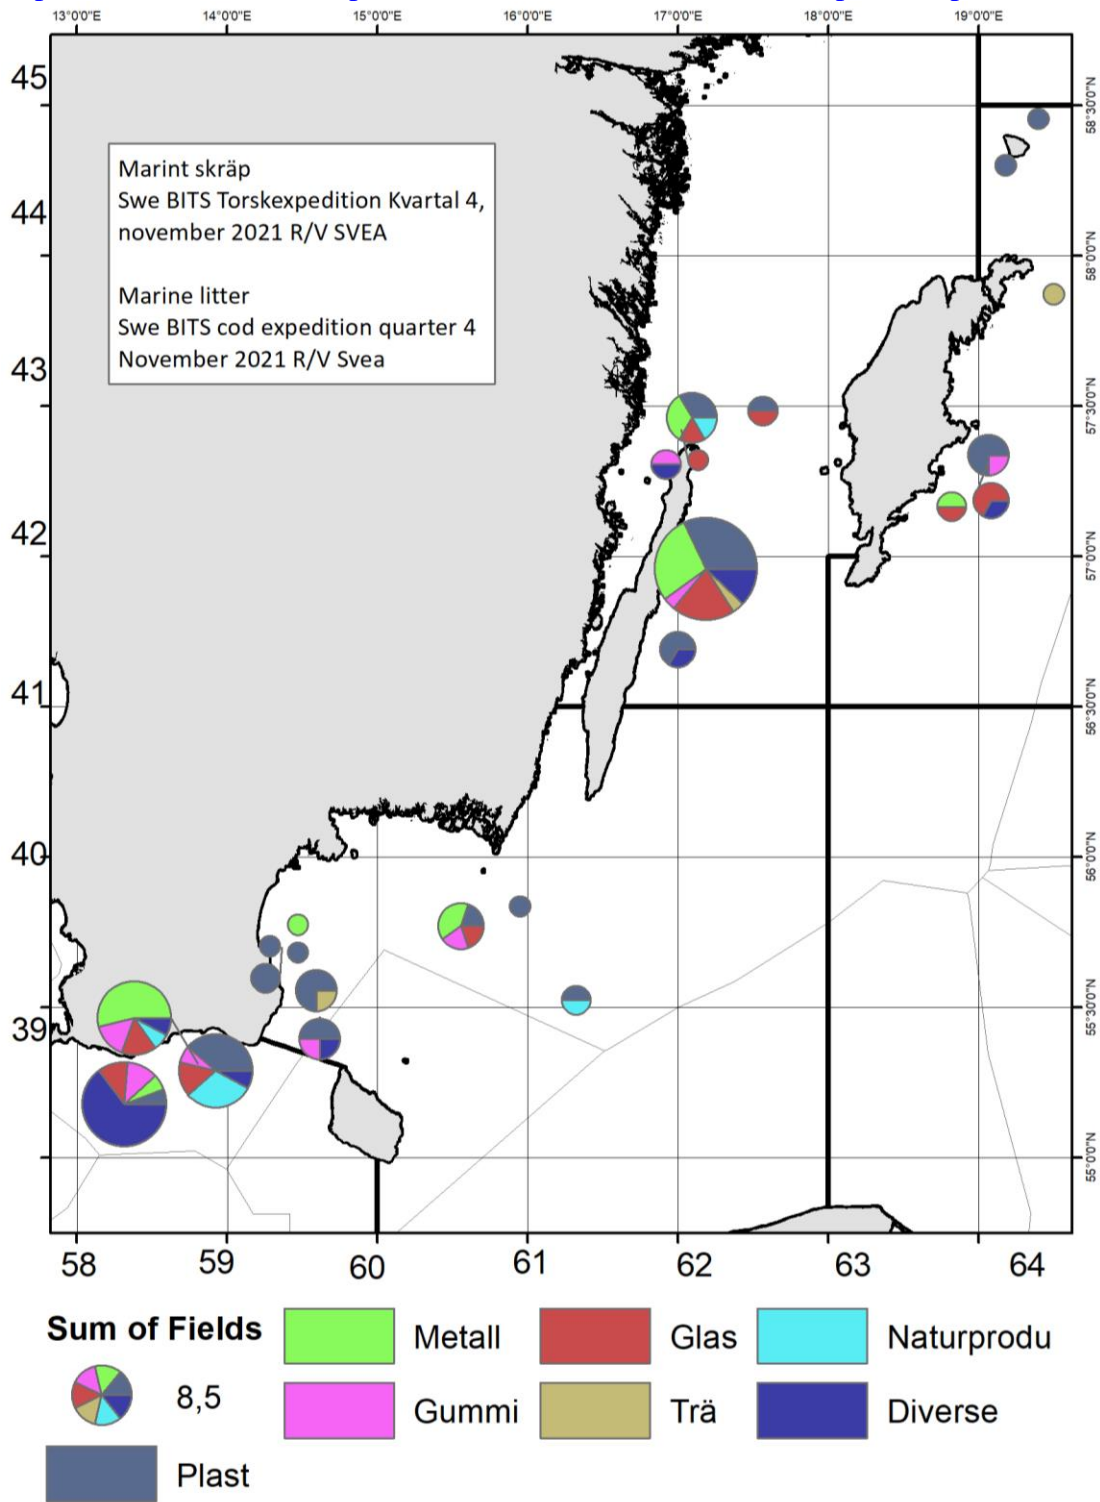 13°0'0"E 14°0'0"E 15°0'0"E 16°0'0"E 17°0'0"E 18°0'0"E 19°0'0"E
45
58°30'0"N
Marint skräp
Swe BITS Torskexpedition Kvartal 4,
november 2021 R/V SVEA
Marine litter
Swe BITS cod expedition quarter 4
November 2021 R/V Svea
44
58°0'0"N
43
57°30'0"N
42
57°0'0"N
41
56°30'0"N
40
55°30'0"N
39
55°0'0"N
58 59 60 61 62 63 64
Sum of Fields
8,5
Plast
Metall
Gummi
Glas
Trä
Naturprodu
Diverse